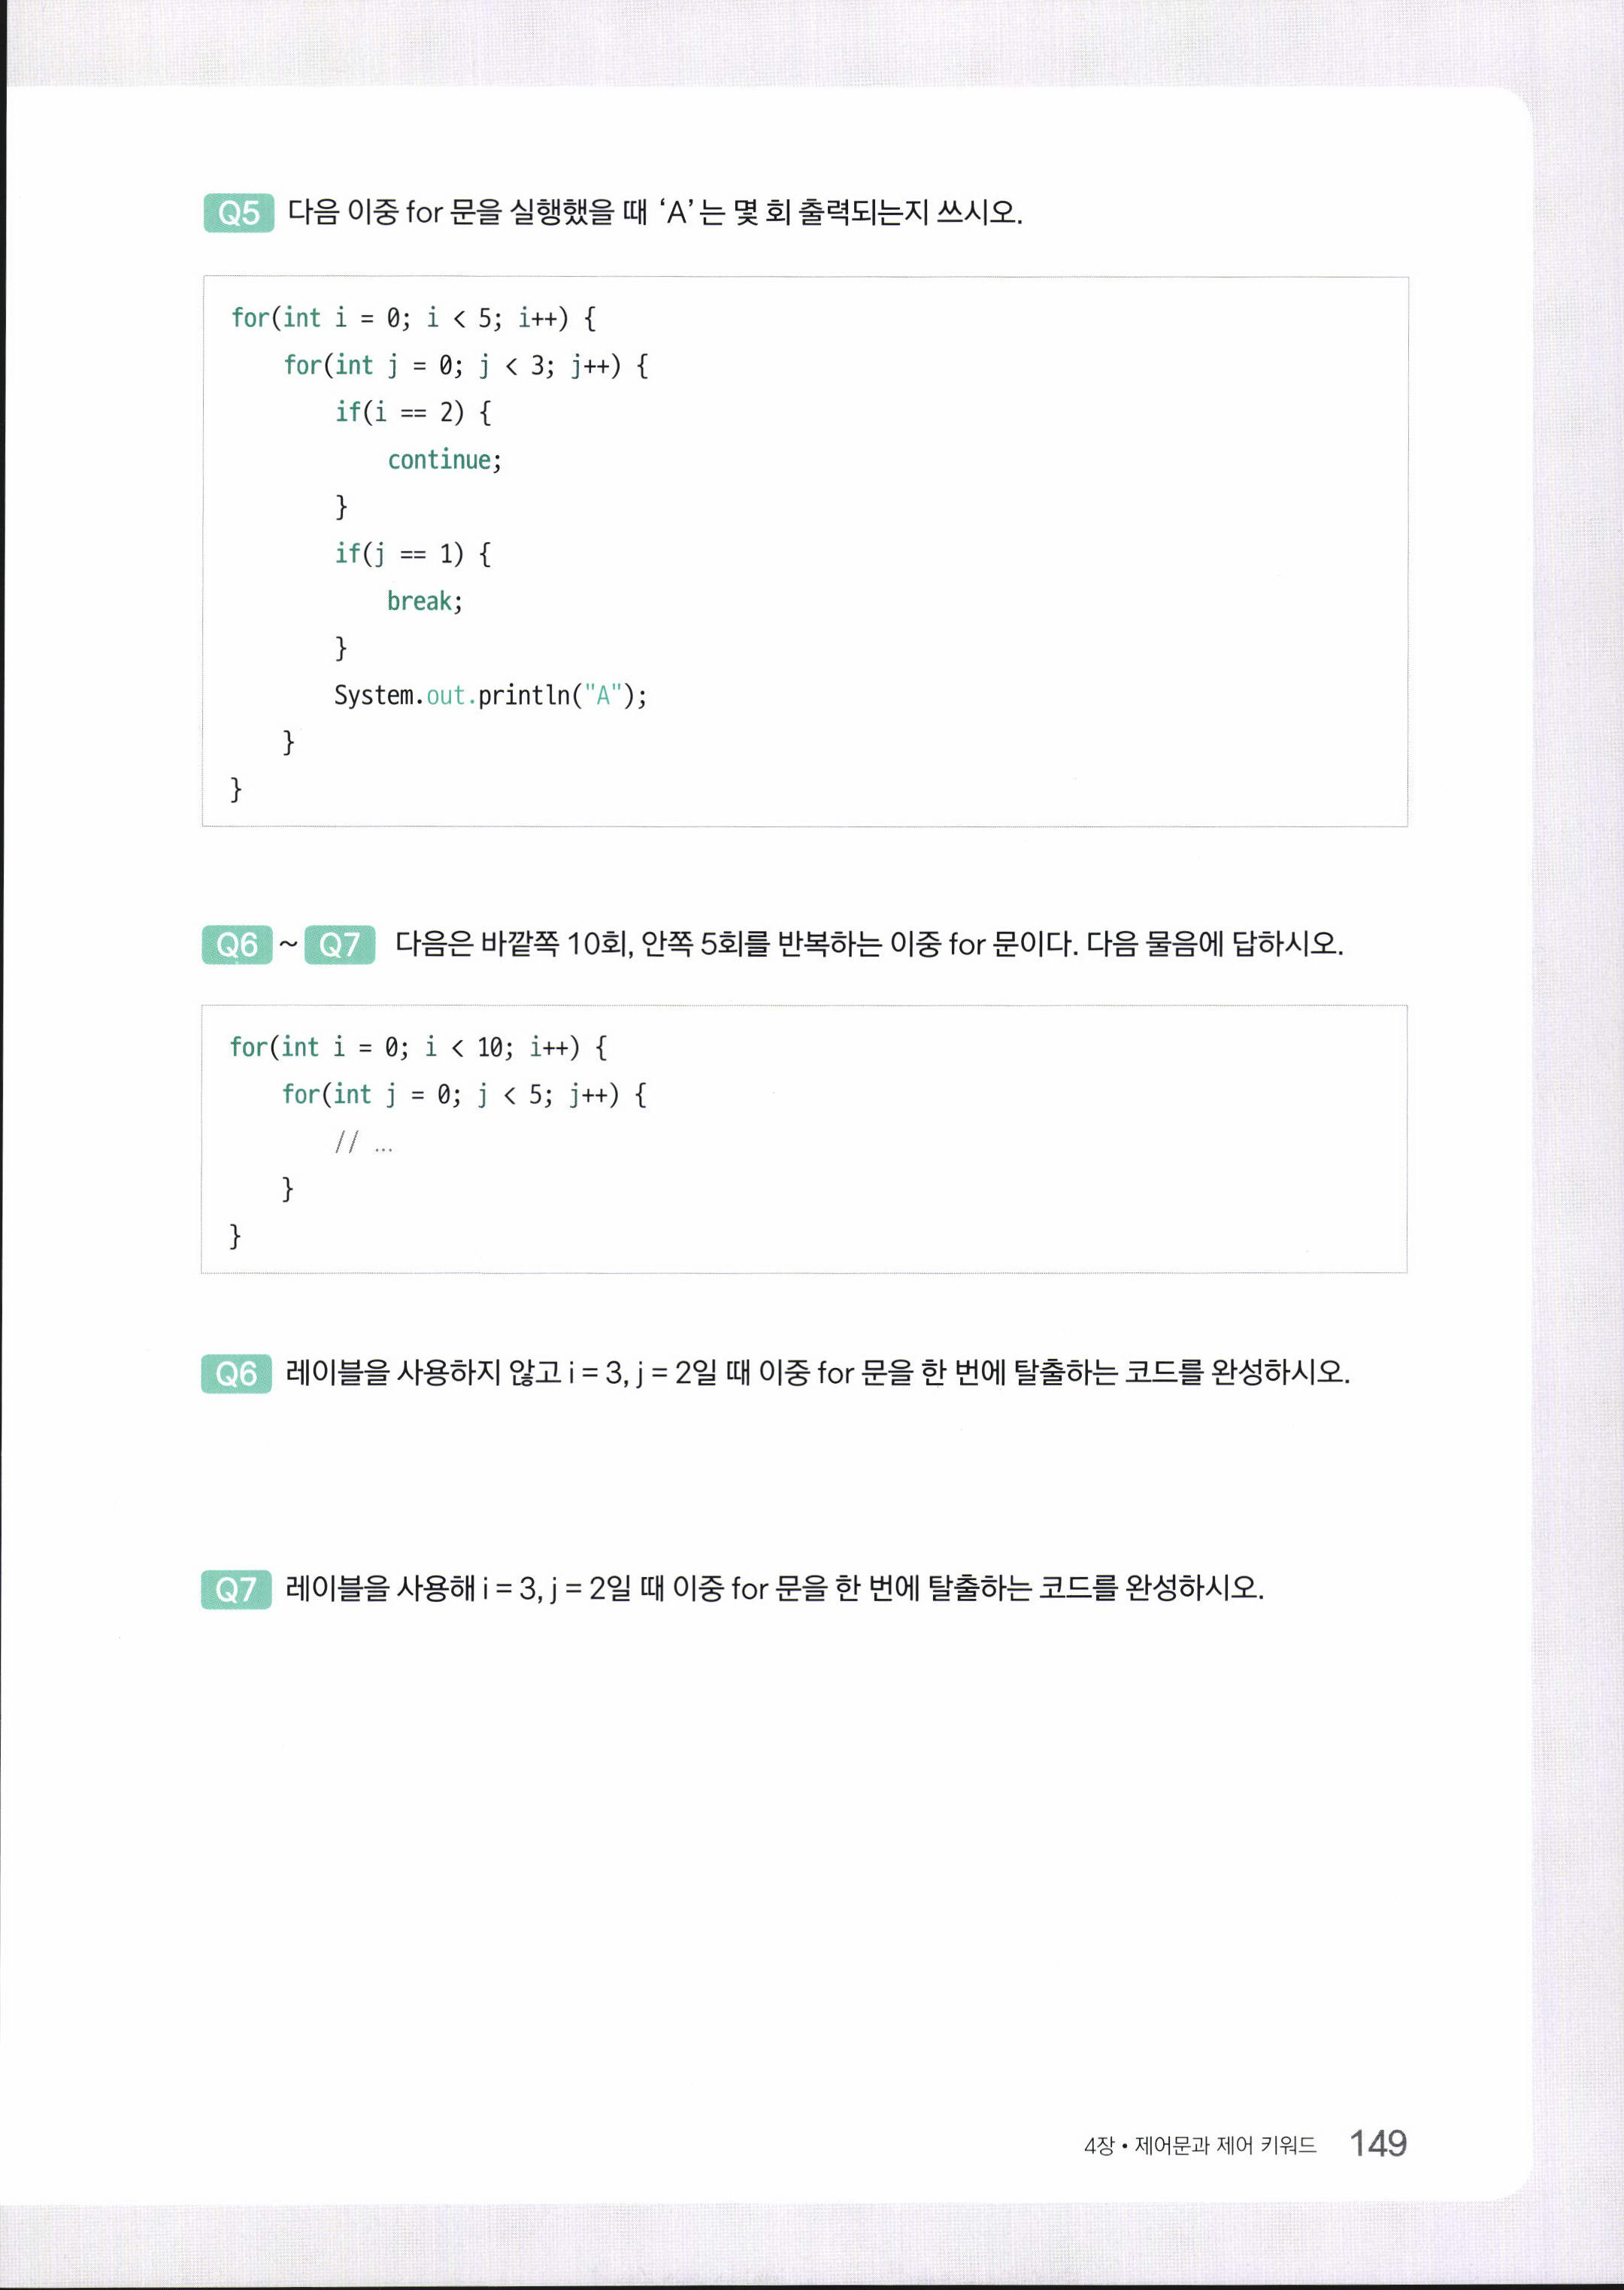 Q5 다음 이중 for 문을 실행했을 때 ‘A’는 몇 회 출력되는지 쓰시오.
for(int i = 0; i < 5; i++) {
    for(int j = 0; j < 3; j++) {
        if(i == 2) {
            continue;
        }
        if(j == 1) {
            break;
        }
        System.out.println("A");
    }
}
Q6 ~ Q7 다음은 바깥쪽 10회, 안쪽 5회를 반복하는 이중 for 문이다. 다음 물음에 답하시오.
for(int i = 0; i < 10; i++) {
    for(int j = 0; j < 5; j++) {
        // ...
    }
}
Q6 레이블을 사용하지 않고 i = 3, j = 2일 때 이중 for 문을 한 번에 탈출하는 코드를 완성하시오.
Q7 레이블을 사용해 i = 3, j = 2일 때 이중 for 문을 한 번에 탈출하는 코드를 완성하시오.
4장 • 제어문과 제어 키워드 149